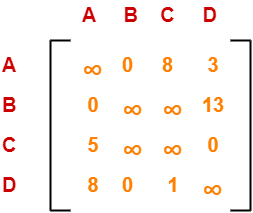 A B C D
A ∞ 0 8 3
B 0 ∞ ∞ 13
C 5 ∞ ∞ 0
D 8 0 1 ∞